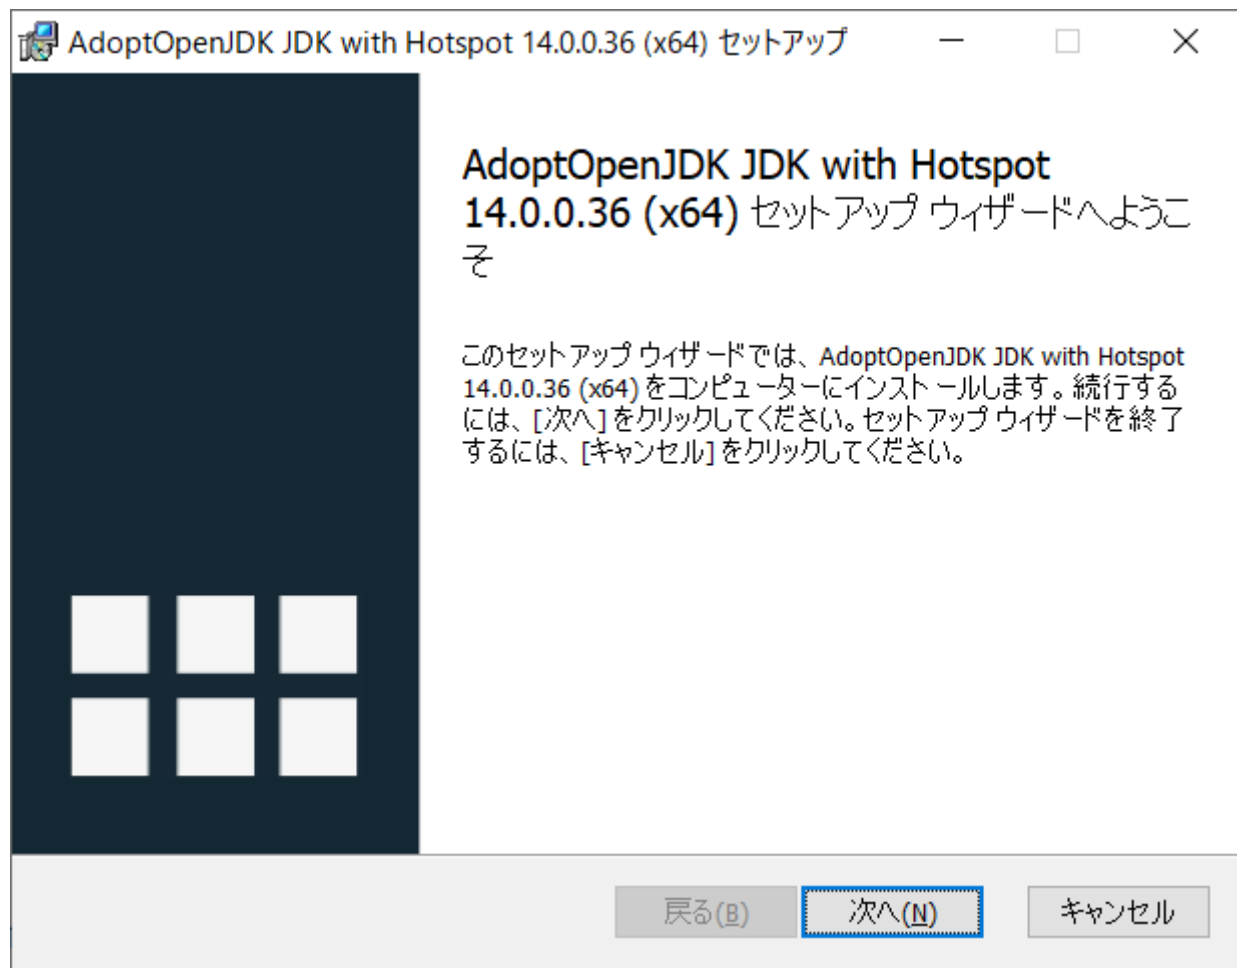 AdoptOpenJDK JDK with Hotspot 14.0.0.36 (x64) セットアップ
AdoptOpenJDK JDK with Hotspot
14.0.0.36 (x64) セットアップ ウィザードへようこ
そ
このセットアップ ウィザードでは、AdoptOpenJDK JDK with Hotspot
14.0.0.36 (x64) をコンピューターにインストールします。続行する
には、[次へ] をクリックしてください。セットアップ ウィザードを終了
するには、[キャンセル] をクリックしてください。
戻る(B) 次へ(N) キャンセル